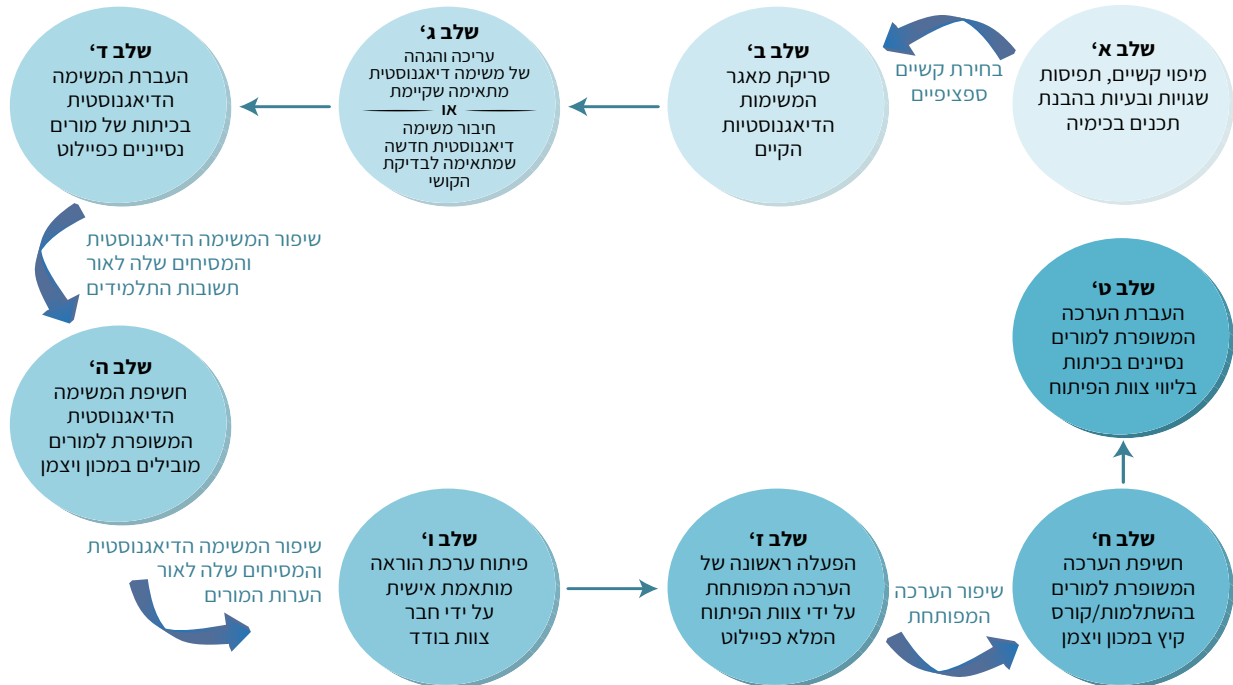 שלב א‘
מיפוי קשיים, תפיסות
שגויות ובעיות בהבנת
תכנים בכימיה
בחירת קשיים
ספציפיים
שלב ב‘
סריקת מאגר
המשימות
הדיאגנוסטיות
הקיים
שלב ג‘
עריכה והגהה
של משימה דיאגנוסטית
מתאימה שקיימת
או
חיבור משימה
דיאגנוסטית חדשה
שמתאימה לבדיקת
הקושי
שלב ד‘
העברת המשימה
הדיאגנוסטית
בכיתות של מורים
נסייניים כפיילוט
שיפור המשימה הדיאגנוסטית
והמסיחים שלה לאור
תשובות התלמידים
שלב ה‘
חשיפת המשימה
הדיאגנוסטית
המשופרת למורים
מובילים במכון ויצמן
שיפור המשימה הדיאגנוסטית
והמסיחים שלה לאור
הערות המורים
שלב ו‘
פיתוח ערכת הוראה
מותאמת אישית
על ידי חבר
צוות בודד
שלב ז‘
הפעלה ראשונה של
הערכה המפותחת
על ידי צוות הפיתוח
המלא כפיילוט
שיפור הערכה
המפותחת
שלב ח‘
חשיפת הערכה
המשופרת למורים
בהשתלמות/קורס
קיץ במכון ויצמן
שלב ט‘
העברת הערכה
המשופרת למורים
נסיינים בכיתות
בליווי צוות הפיתוח